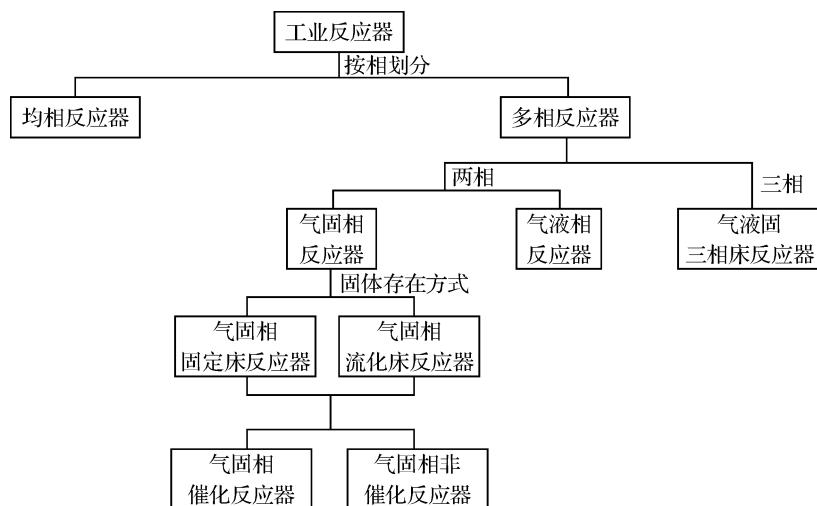 工业反应器
按相划分
均相反应器
多相反应器
两相
三相
气固相
反应器
气液相
反应器
气液固
三相床反应器
固体存在方式
气固相
固定床反应器
气固相
流化床反应器
气固相
催化反应器
气固相非
催化反应器